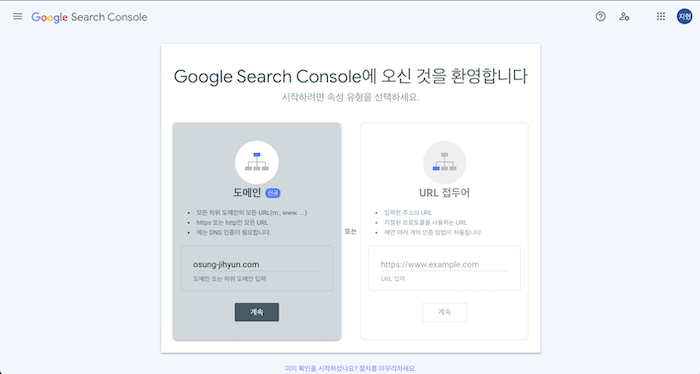 Google Search Console
지현
Google Search Console에 오신 것을 환영합니다
시작하려면 속성 유형을 선택하세요.
도메인 신규
모든 하위 도메인의 모든 URL(m., www. ...)
https 또는 http인 모든 URL
에는 DNS 인증이 필요합니다.
osung-jihyun.com
도메인 또는 하위 도메인 입력
계속
또는
URL 접두어
입력한 주소의 URL
지정된 프로토콜을 사용하는 URL
에만 여러 개의 인증 방법이 허용됩니다.
https://www.example.com
URL 입력
계속
이미 확인을 시작하셨나요? 절차를 마무리하세요.